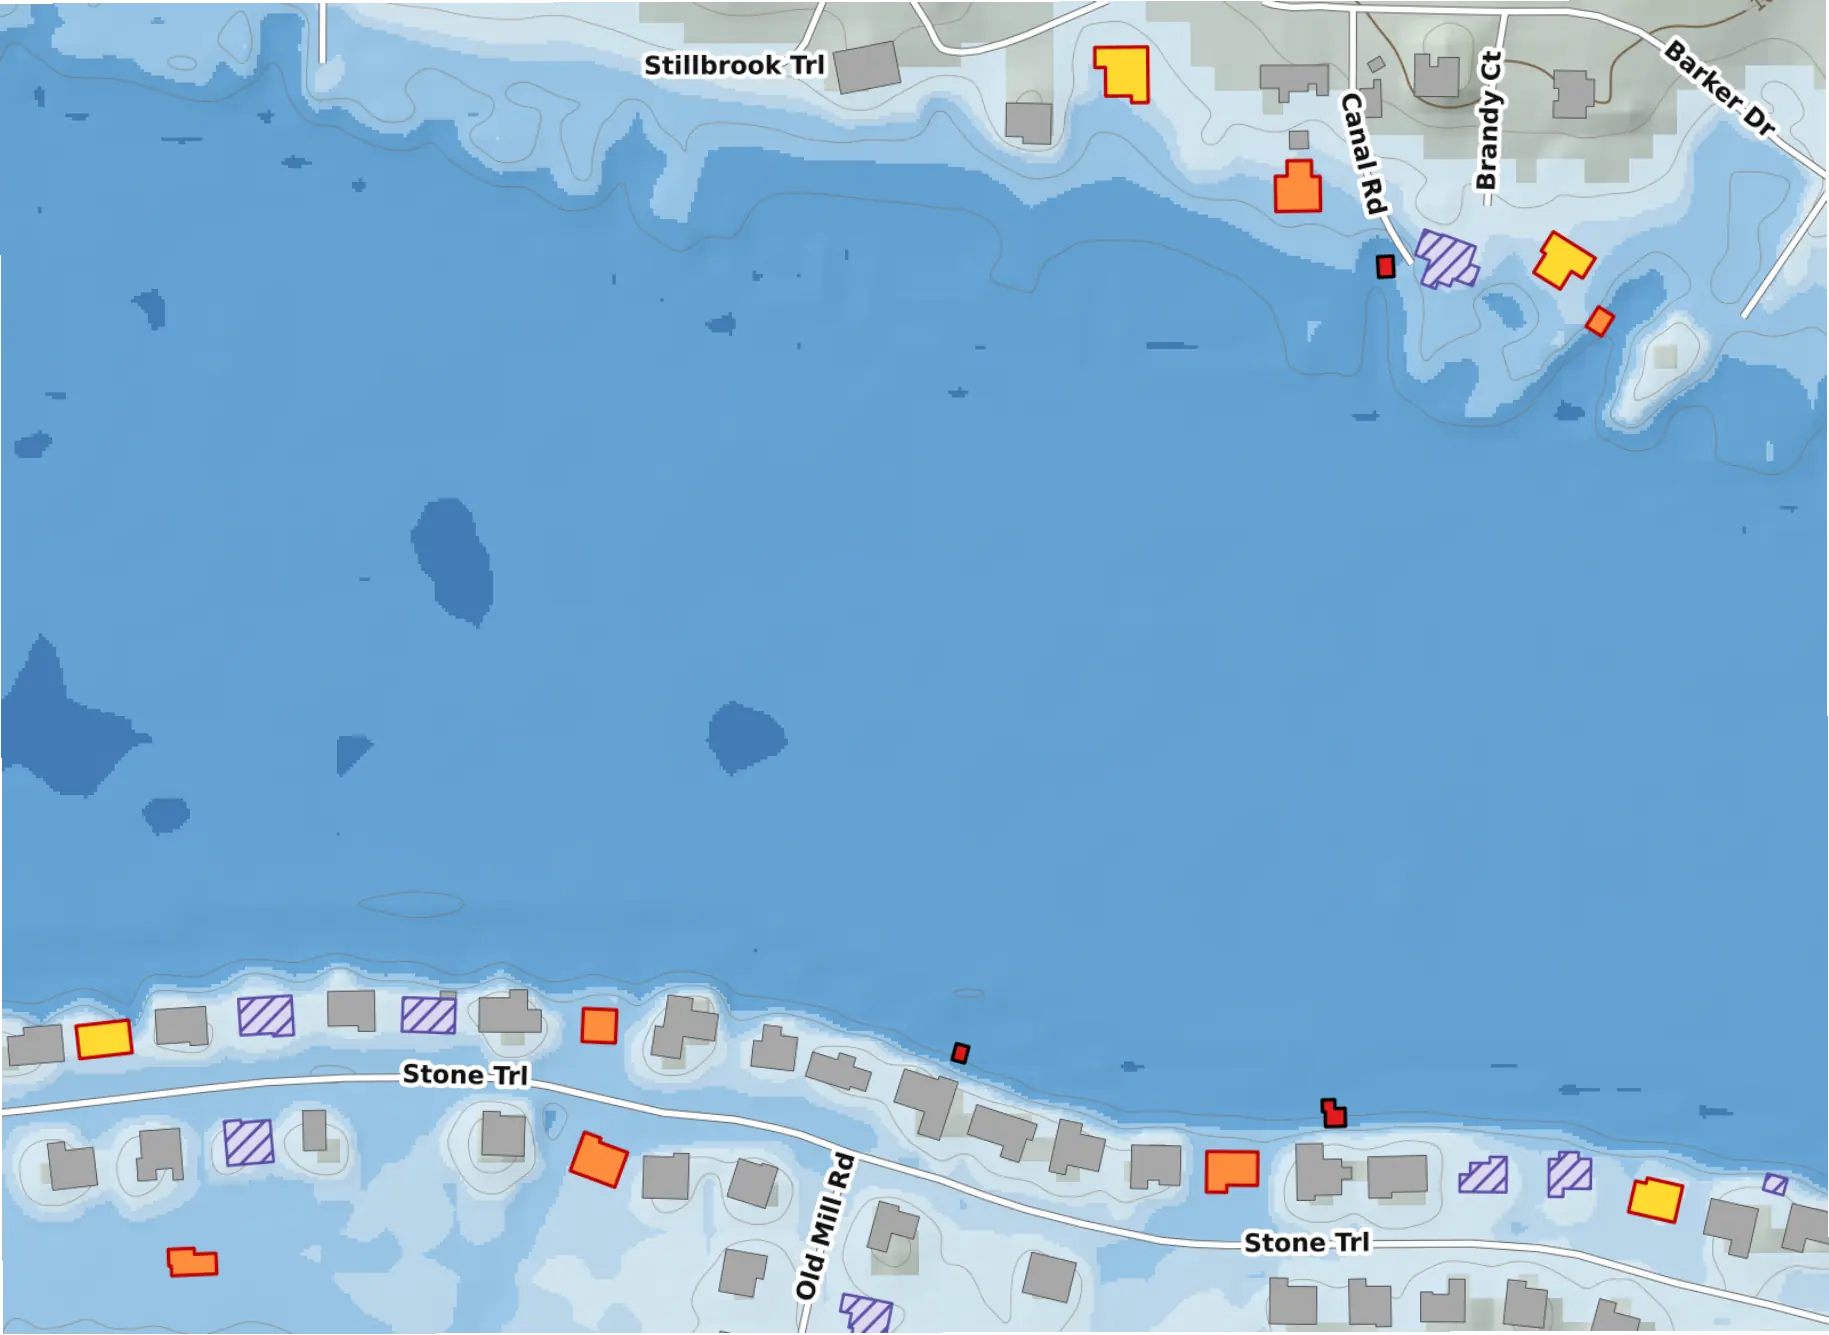 Stillbrook Trl
Canal Rd
Brandy Ct
Barker Dr
Stone Trl
Old Mill Rd
Stone Trl